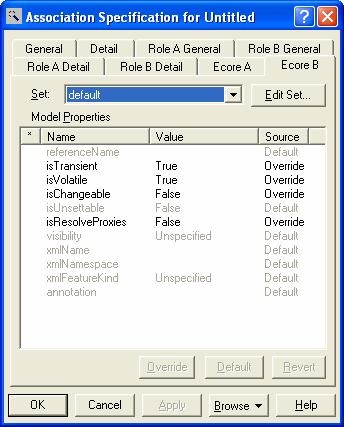 Association Specification for Untitled
General Detail Role A General Role B General
Role A Detail Role B Detail Ecore A Ecore B
Set: default Edit Set...
Model Properties
* Name Value Source
referenceName Default
isTransient True Override
isVolatile True Override
isChangeable False Override
isUnsettable False Default
isResolveProxies False Override
visibility Unspecified Default
xmlName Default
xmlNamespace Default
xmlFeatureKind Unspecified Default
annotation Default
Override Default Revert
OK Cancel Apply Browse Help